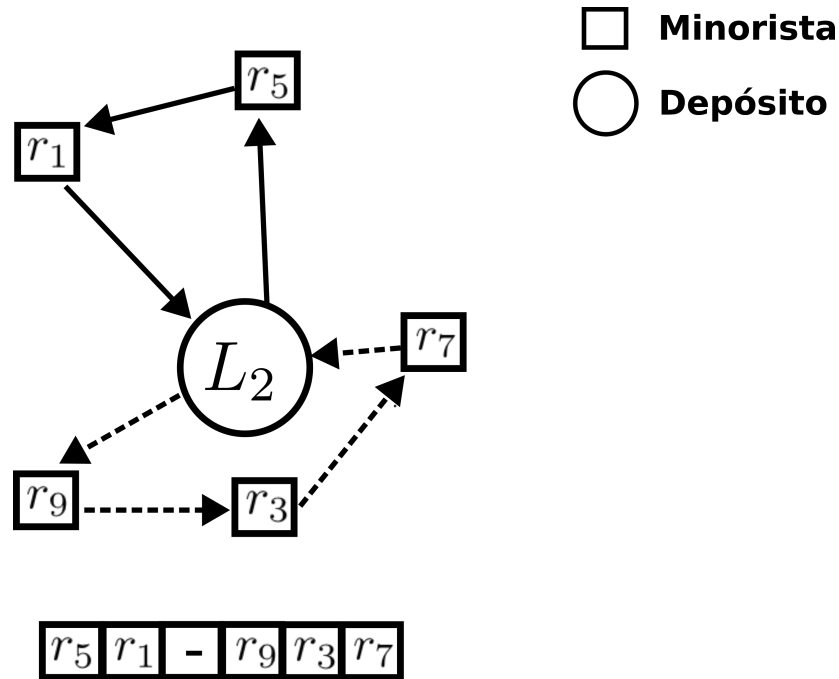 Minorista
Depósito
r₅
r₁
L₂
r₇
r₉
r₃
r₅ r₁ - r₉ r₃ r₇